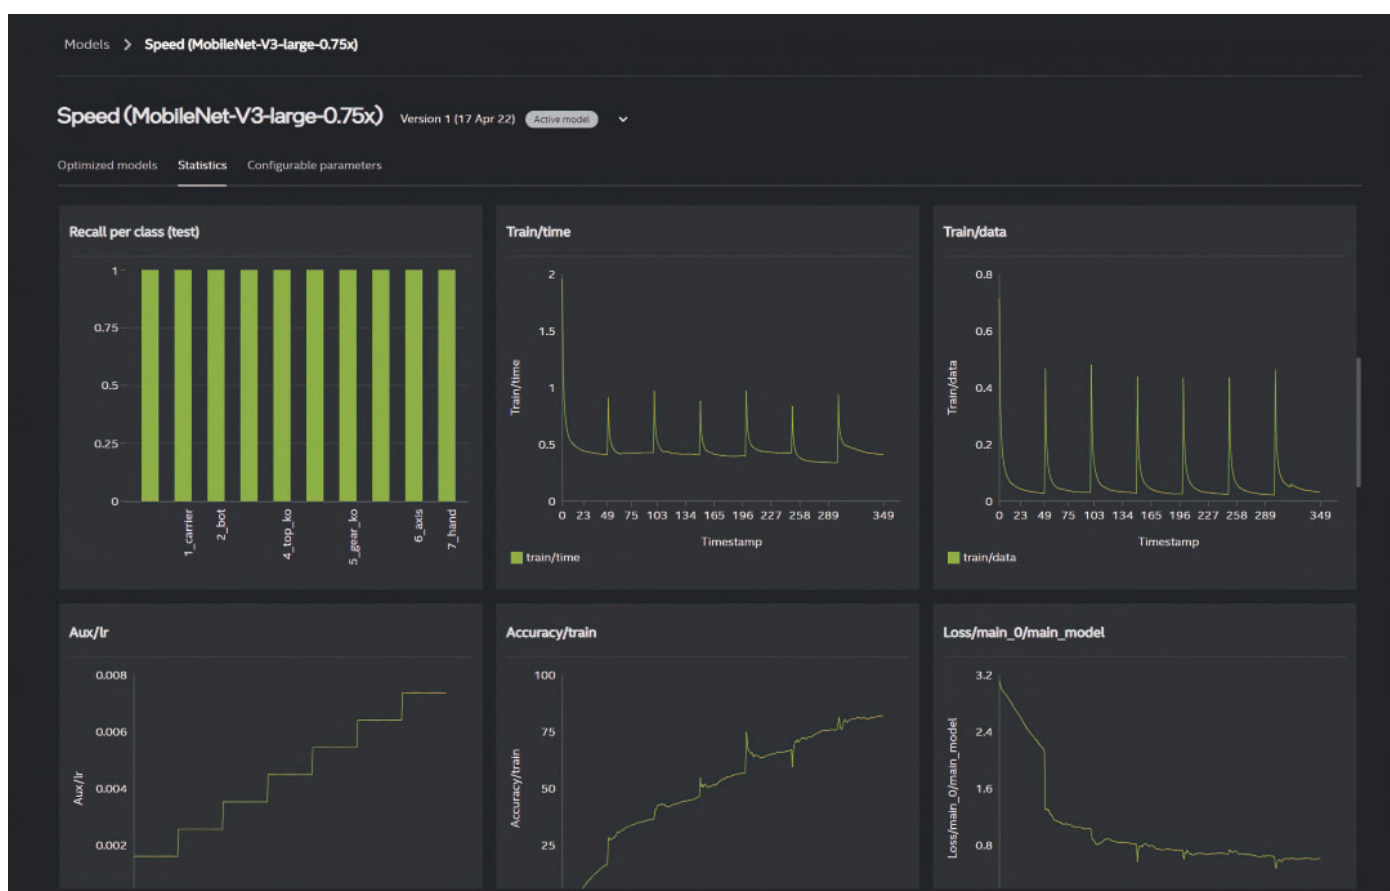 Models > Speed (MobileNet-V3-large-0.75x)
Speed (MobileNet-V3-large-0.75x) Version 1 (17 Apr 22) Active model
Optimized models Statistics Configurable parameters
Recall per class (test)
1
0.75
0.5
0.25
0
1_carrier
2_bot
4_top_ko
5_gear_ko
6_axis
7_hand
Train/time
Train/time
2
1.5
1
0.5
0
0 23 49 75 103 134 165 196 227 258 289 349
Timestamp
train/time
Train/data
Train/data
0.8
0.6
0.4
0.2
0
0 23 49 75 103 134 165 196 227 258 289 349
Timestamp
train/data
Aux/lr
Aux/lr
0.008
0.006
0.004
0.002
Accuracy/train
Accuracy/train
100
75
50
25
Loss/main_0/main_model
Loss/main_0/main_model
3.2
2.4
1.6
0.8